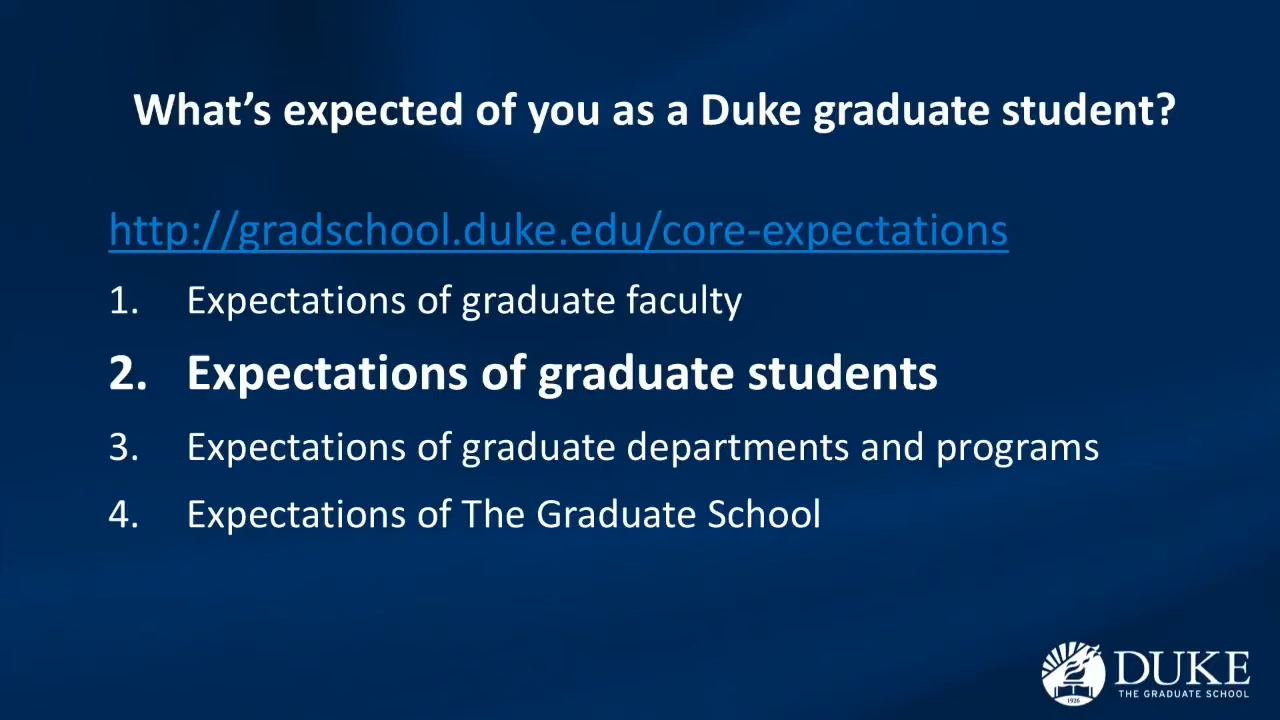 What’s expected of you as a Duke graduate student?
http://gradschool.duke.edu/core-expectations
1. Expectations of graduate faculty
2. Expectations of graduate students
3. Expectations of graduate departments and programs
4. Expectations of The Graduate School
DUKE
THE GRADUATE SCHOOL
1926